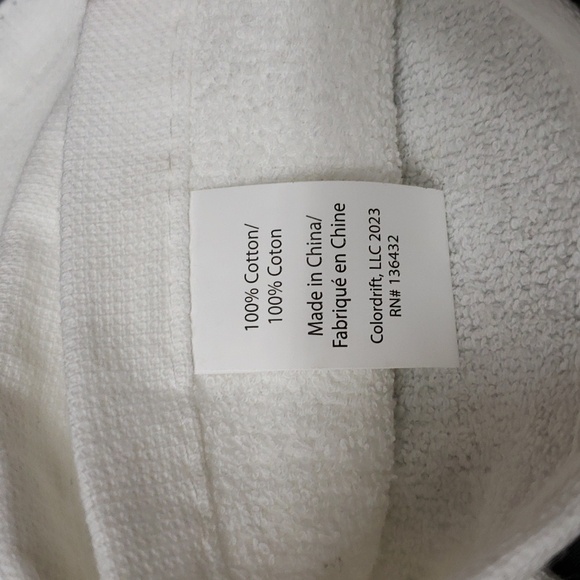 100% Cotton/
100% Coton
Made in China/
Fabriqué en Chine
Colordrift, LLC 2023
RN# 136432